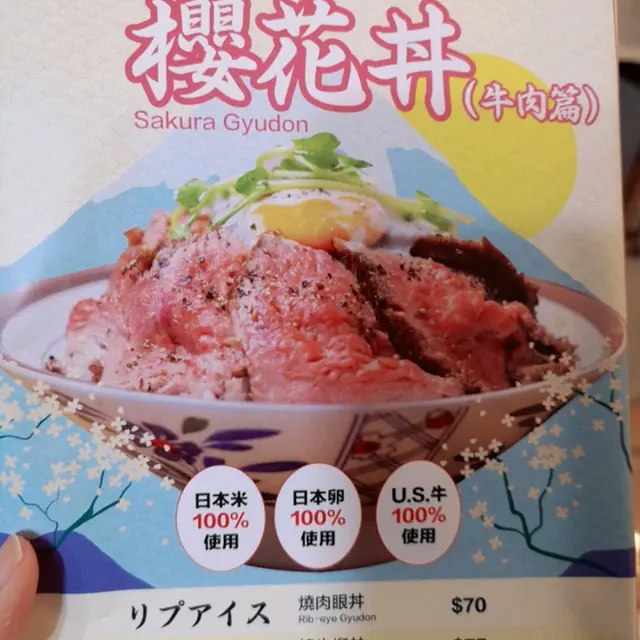 櫻花丼
(牛肉篇)
Sakura Gyudon
日本米
100%
使用
日本卵
100%
使用
U.S.牛
100%
使用
リプアイス
燒肉眼丼
Rib-eye Gyudon
$70